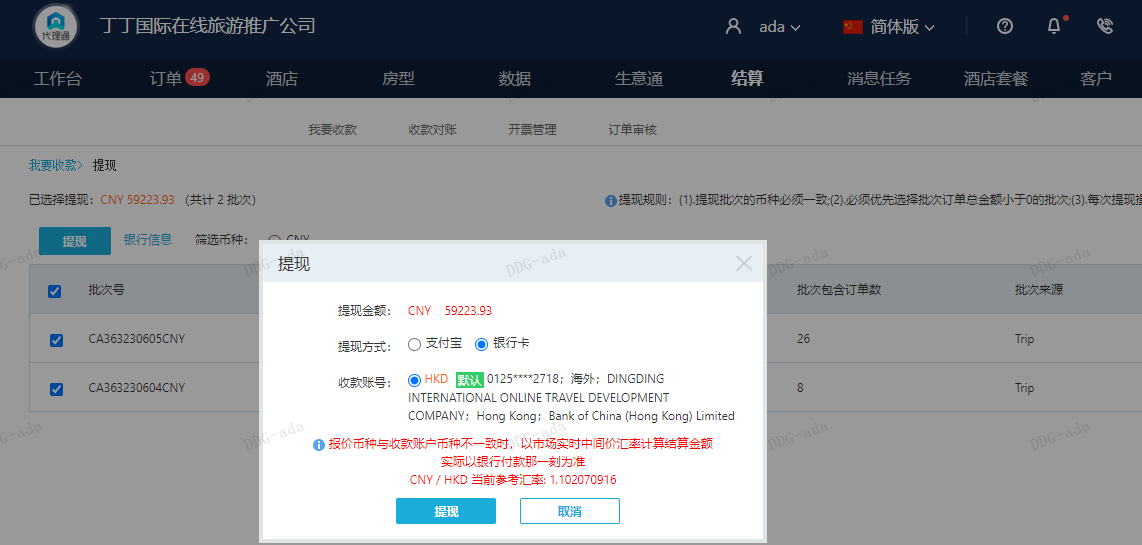 代理通
丁丁国际在线旅游推广公司
ada
简体版
工作台
订单 49
酒店
房型
数据
生意通
结算
消息任务
酒店套餐
客户
我要收款
收款对账
开票管理
订单审核
我要收款> 提现
已选择提现：CNY 59223.93 (共计 2 批次)
提现规则：(1).提现批次的币种必须一致;(2).必须优先选择批次订单总金额小于0的批次;(3).每次提现
提现
银行信息
筛选币种：
CNY
批次号
批次包含订单数
批次来源
CA363230605CNY
26
Trip
CA363230604CNY
8
Trip
提现
提现金额： CNY 59223.93
提现方式： 支付宝 银行卡
收款账号： HKD 默认 0125****2718；海外；DINGDING
INTERNATIONAL ONLINE TRAVEL DEVELOPMENT
COMPANY；Hong Kong；Bank of China (Hong Kong) Limited
报价币种与收款账户币种不一致时，以市场实时中间价汇率计算结算金额
实际以银行付款那一刻为准
CNY / HKD 当前参考汇率: 1.102070916
提现
取消
DDG-ada
DDG-ada
DDG-ada
DDG-ada
DDG-ada
DDG-ada
DDG-ada